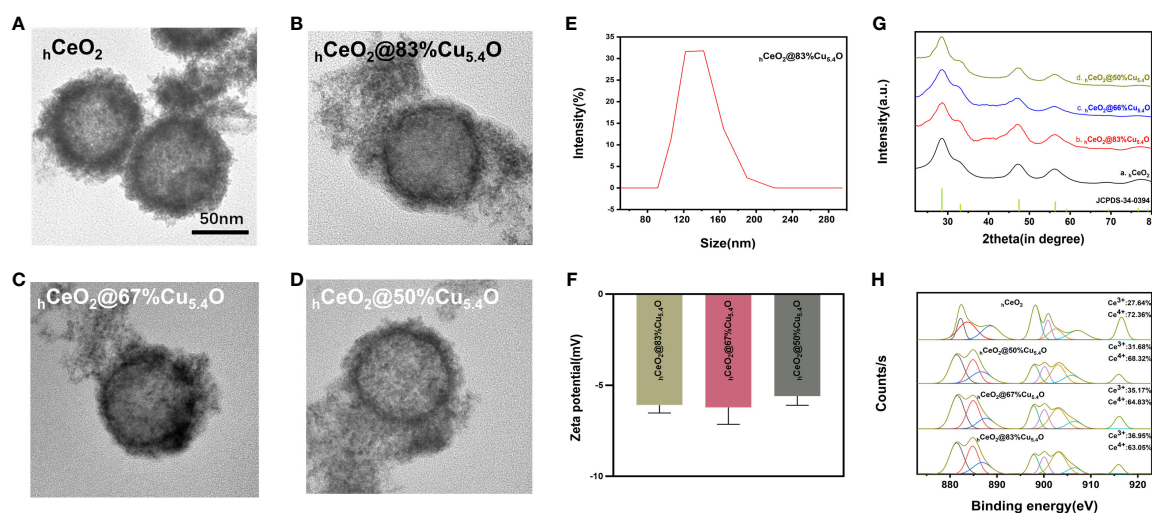 A
hCeO2
50nm
B
hCeO2@83%Cu5.4O
C
hCeO2@67%Cu5.4O
D
hCeO2@50%Cu5.4O
E
hCeO2@83%Cu5.4O
Intensity(%)
35
30
25
20
15
10
5
0
80
120
160
200
240
280
Size(nm)
F
Zeta potential(mV)
0
-5
-10
hCeO2@83%Cu5.4O
hCeO2@67%Cu5.4O
hCeO2@50%Cu5.4O
G
Intensity(a.u.)
d. hCeO2@50%Cu5.4O
c. hCeO2@66%Cu5.4O
b. hCeO2@83%Cu5.4O
a. hCeO2
JCPDS-34-0394
30
40
50
60
70
80
2theta(in degree)
H
Counts/s
hCeO2
Ce3+:27.64%
Ce4+:72.36%
hCeO2@50%Cu5.4O
Ce3+:31.68%
Ce4+:68.32%
hCeO2@67%Cu5.4O
Ce3+:35.17%
Ce4+:64.83%
hCeO2@83%Cu5.4O
Ce3+:36.95%
Ce4+:63.05%
880
890
900
910
920
Binding energy(eV)